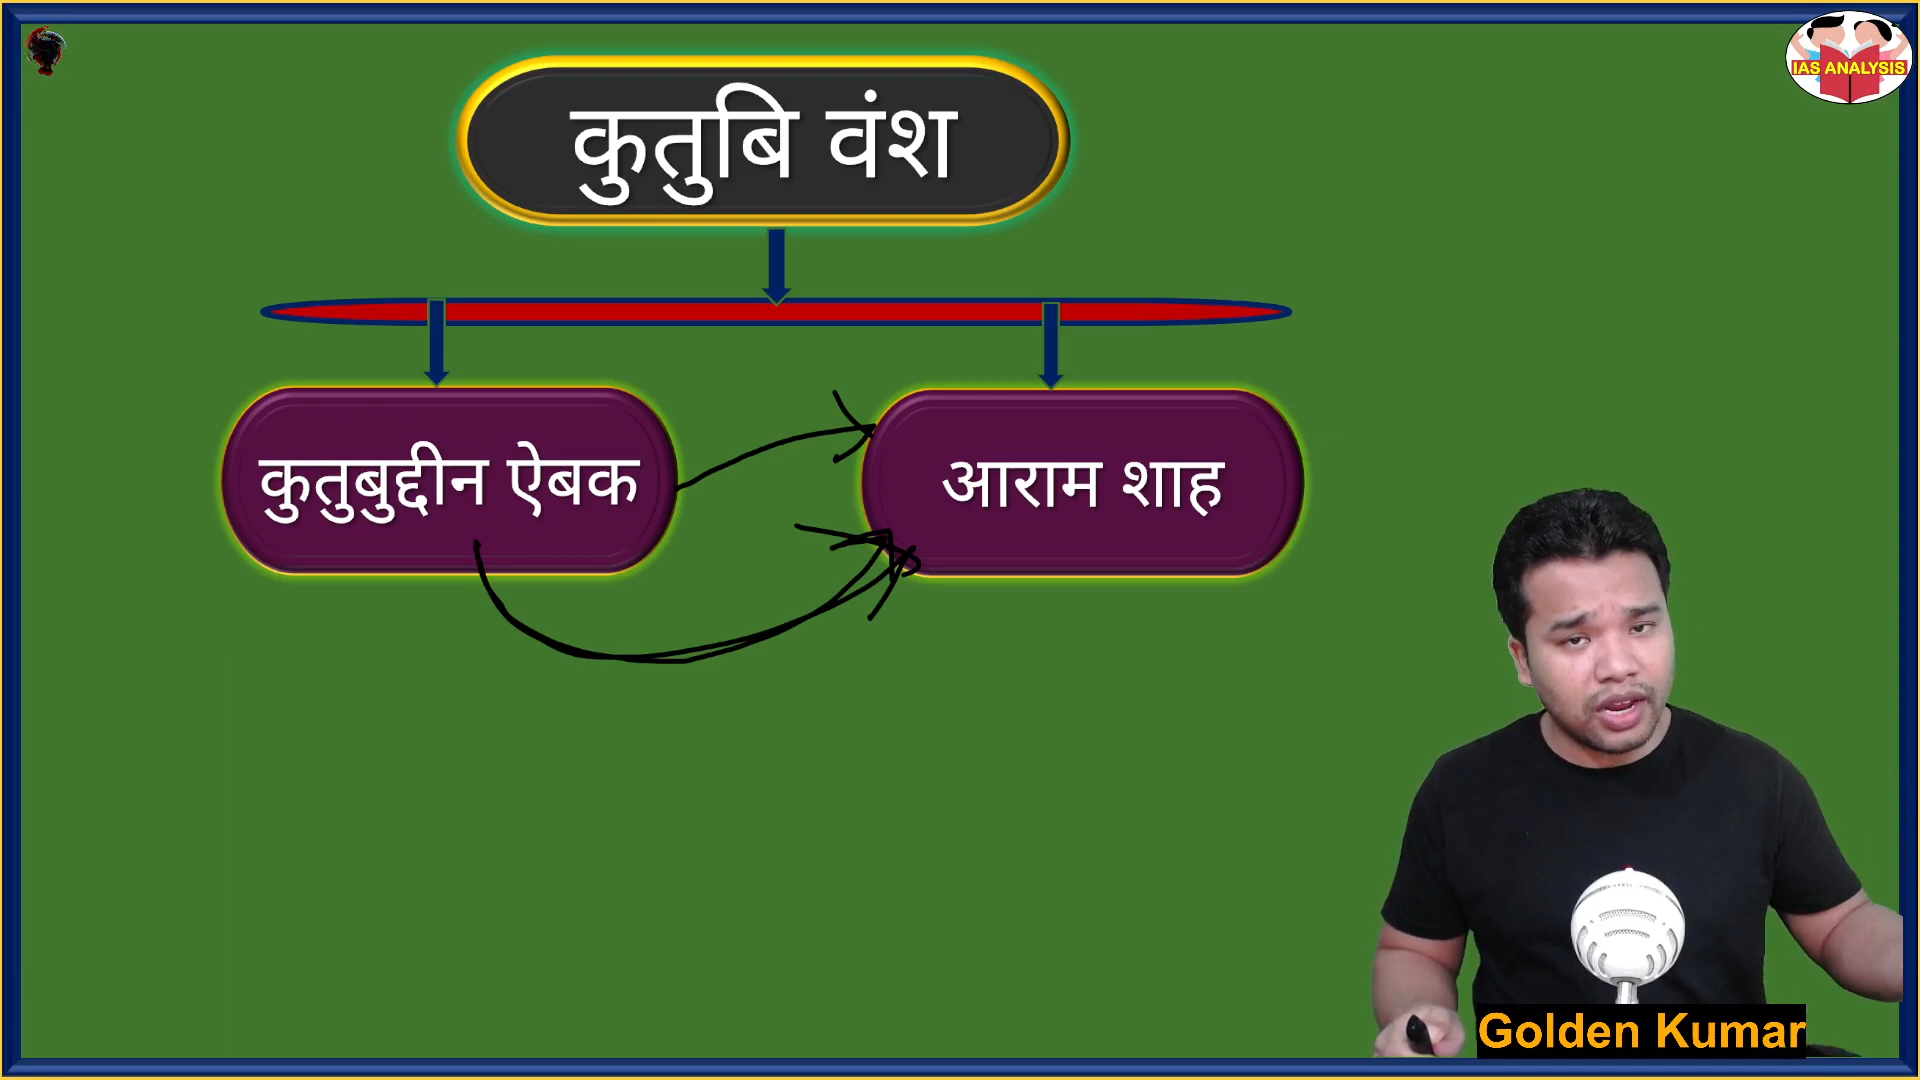 IAS ANALYSIS
कुतुबि वंश
कुतुबुद्दीन ऐबक
आराम शाह
Golden Kumar